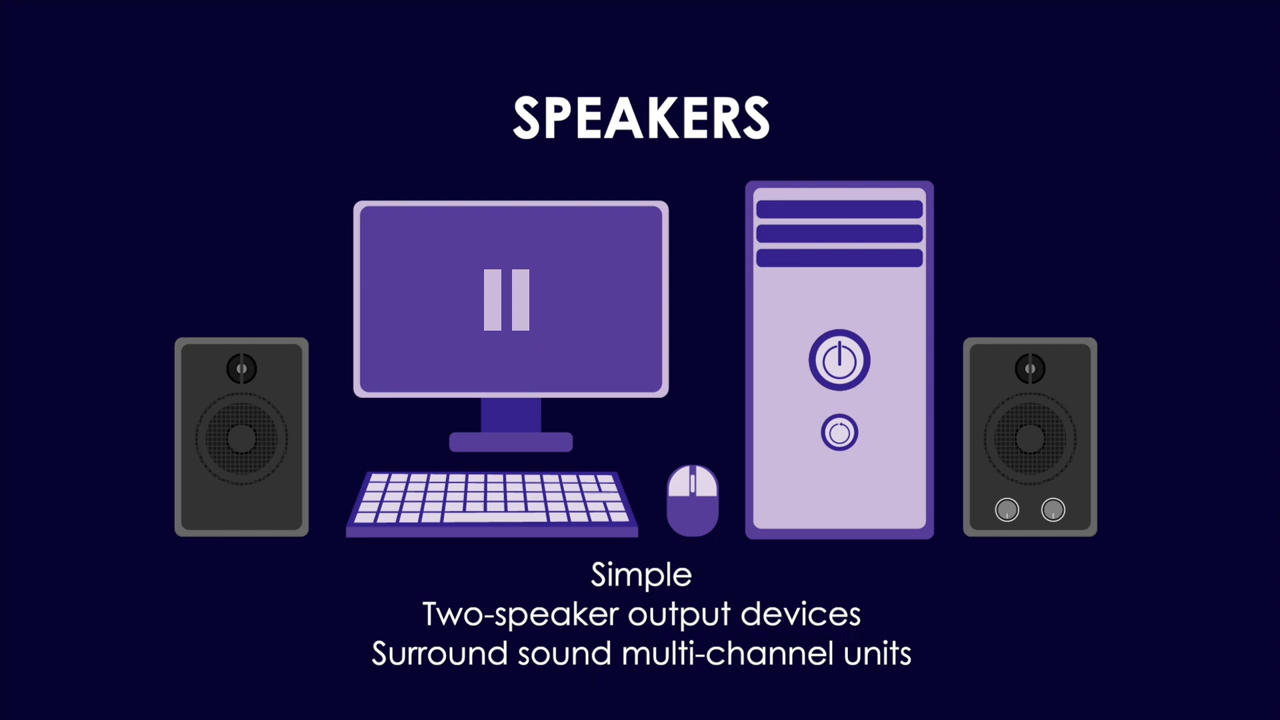 SPEAKERS
Simple
Two-speaker output devices
Surround sound multi-channel units